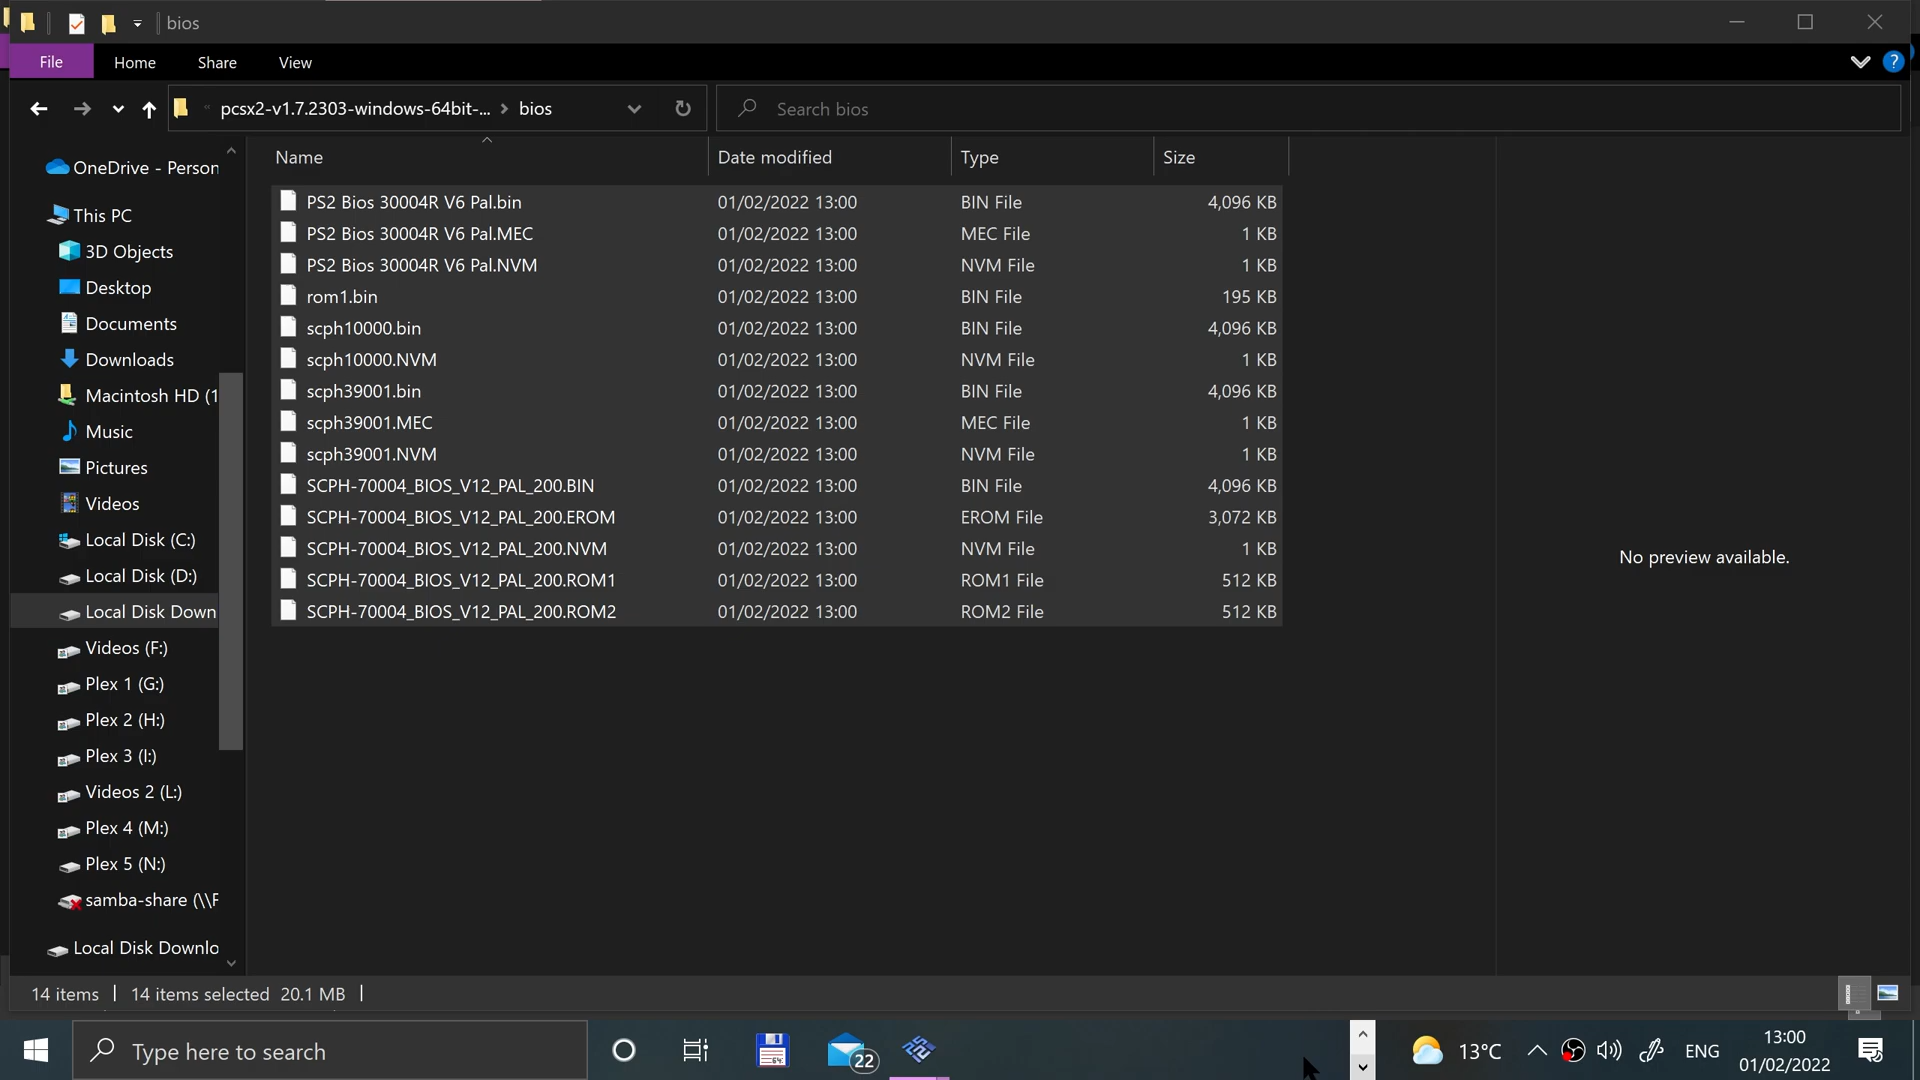 bios
File Home Share View
pcsx2-v1.7.2303-windows-64bit-... > bios
Search bios
Name Date modified Type Size
OneDrive - Person
This PC
3D Objects
Desktop
Documents
Downloads
Macintosh HD (1
Music
Pictures
Videos
Local Disk (C:)
Local Disk (D:)
Local Disk Down
Videos (F:)
Plex 1 (G:)
Plex 2 (H:)
Plex 3 (I:)
Videos 2 (L:)
Plex 4 (M:)
Plex 5 (N:)
samba-share (\\F
Local Disk Downlo
PS2 Bios 30004R V6 Pal.bin 01/02/2022 13:00 BIN File 4,096 KB
PS2 Bios 30004R V6 Pal.MEC 01/02/2022 13:00 MEC File 1 KB
PS2 Bios 30004R V6 Pal.NVM 01/02/2022 13:00 NVM File 1 KB
rom1.bin 01/02/2022 13:00 BIN File 195 KB
scph10000.bin 01/02/2022 13:00 BIN File 4,096 KB
scph10000.NVM 01/02/2022 13:00 NVM File 1 KB
scph39001.bin 01/02/2022 13:00 BIN File 4,096 KB
scph39001.MEC 01/02/2022 13:00 MEC File 1 KB
scph39001.NVM 01/02/2022 13:00 NVM File 1 KB
SCPH-70004_BIOS_V12_PAL_200.BIN 01/02/2022 13:00 BIN File 4,096 KB
SCPH-70004_BIOS_V12_PAL_200.EROM 01/02/2022 13:00 EROM File 3,072 KB
SCPH-70004_BIOS_V12_PAL_200.NVM 01/02/2022 13:00 NVM File 1 KB
SCPH-70004_BIOS_V12_PAL_200.ROM1 01/02/2022 13:00 ROM1 File 512 KB
SCPH-70004_BIOS_V12_PAL_200.ROM2 01/02/2022 13:00 ROM2 File 512 KB
No preview available.
14 items 14 items selected 20.1 MB
Type here to search
64
22
13°C
ENG
13:00
01/02/2022